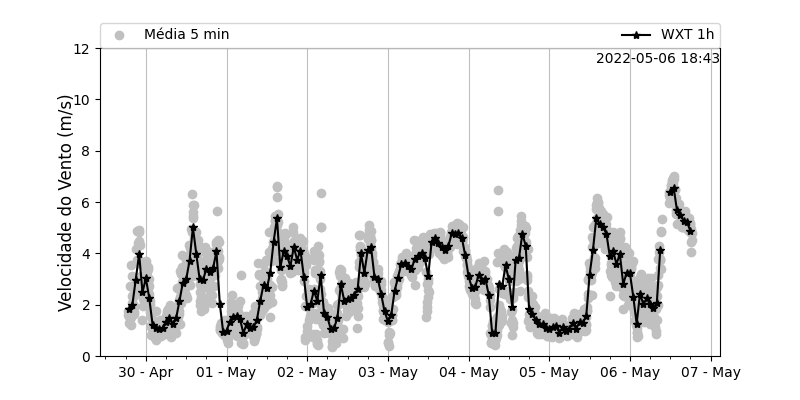 Média 5 min
WXT 1h
2022-05-06 18:43
Velocidade do Vento (m/s)
12
10
8
6
4
2
0
30 - Apr
01 - May
02 - May
03 - May
04 - May
05 - May
06 - May
07 - May